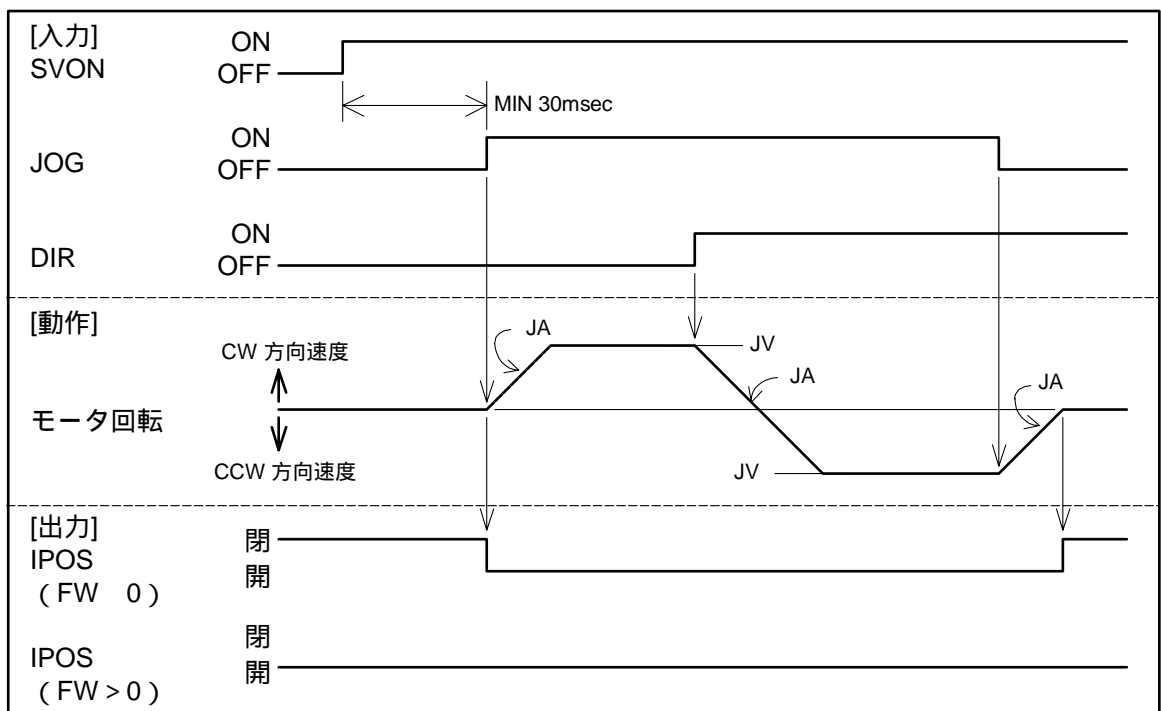 [入力]
SVON ON
OFF
MIN 30msec
JOG ON
OFF
DIR ON
OFF
[動作]
CW 方向速度
モータ回転
CCW 方向速度
JA
JV
JA
JA
JV
[出力]
IPOS
(FW 0)
閉
開
IPOS
(FW>0)
閉
開